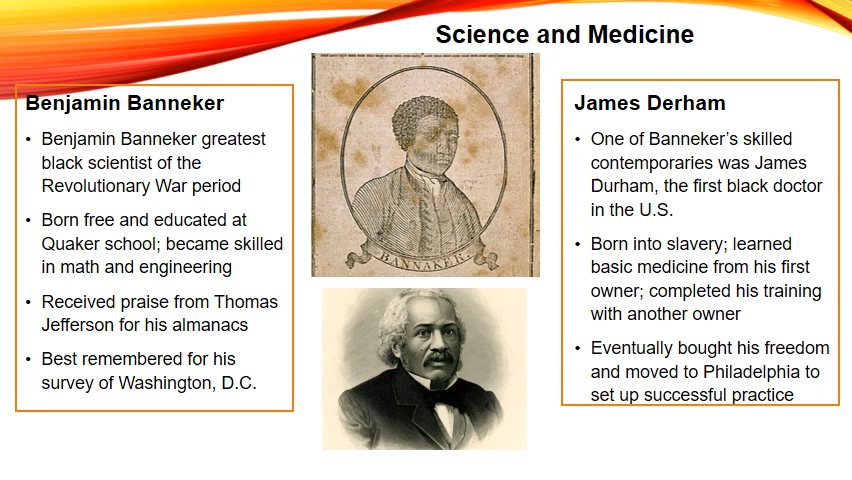 Science and Medicine
Benjamin Banneker
• Benjamin Banneker greatest
black scientist of the
Revolutionary War period
• Born free and educated at
Quaker school; became skilled
in math and engineering
• Received praise from Thomas
Jefferson for his almanacs
• Best remembered for his
survey of Washington, D.C.
BANNAKER.
James Derham
• One of Banneker’s skilled
contemporaries was James
Durham, the first black doctor
in the U.S.
• Born into slavery; learned
basic medicine from his first
owner; completed his training
with another owner
• Eventually bought his freedom
and moved to Philadelphia to
set up successful practice